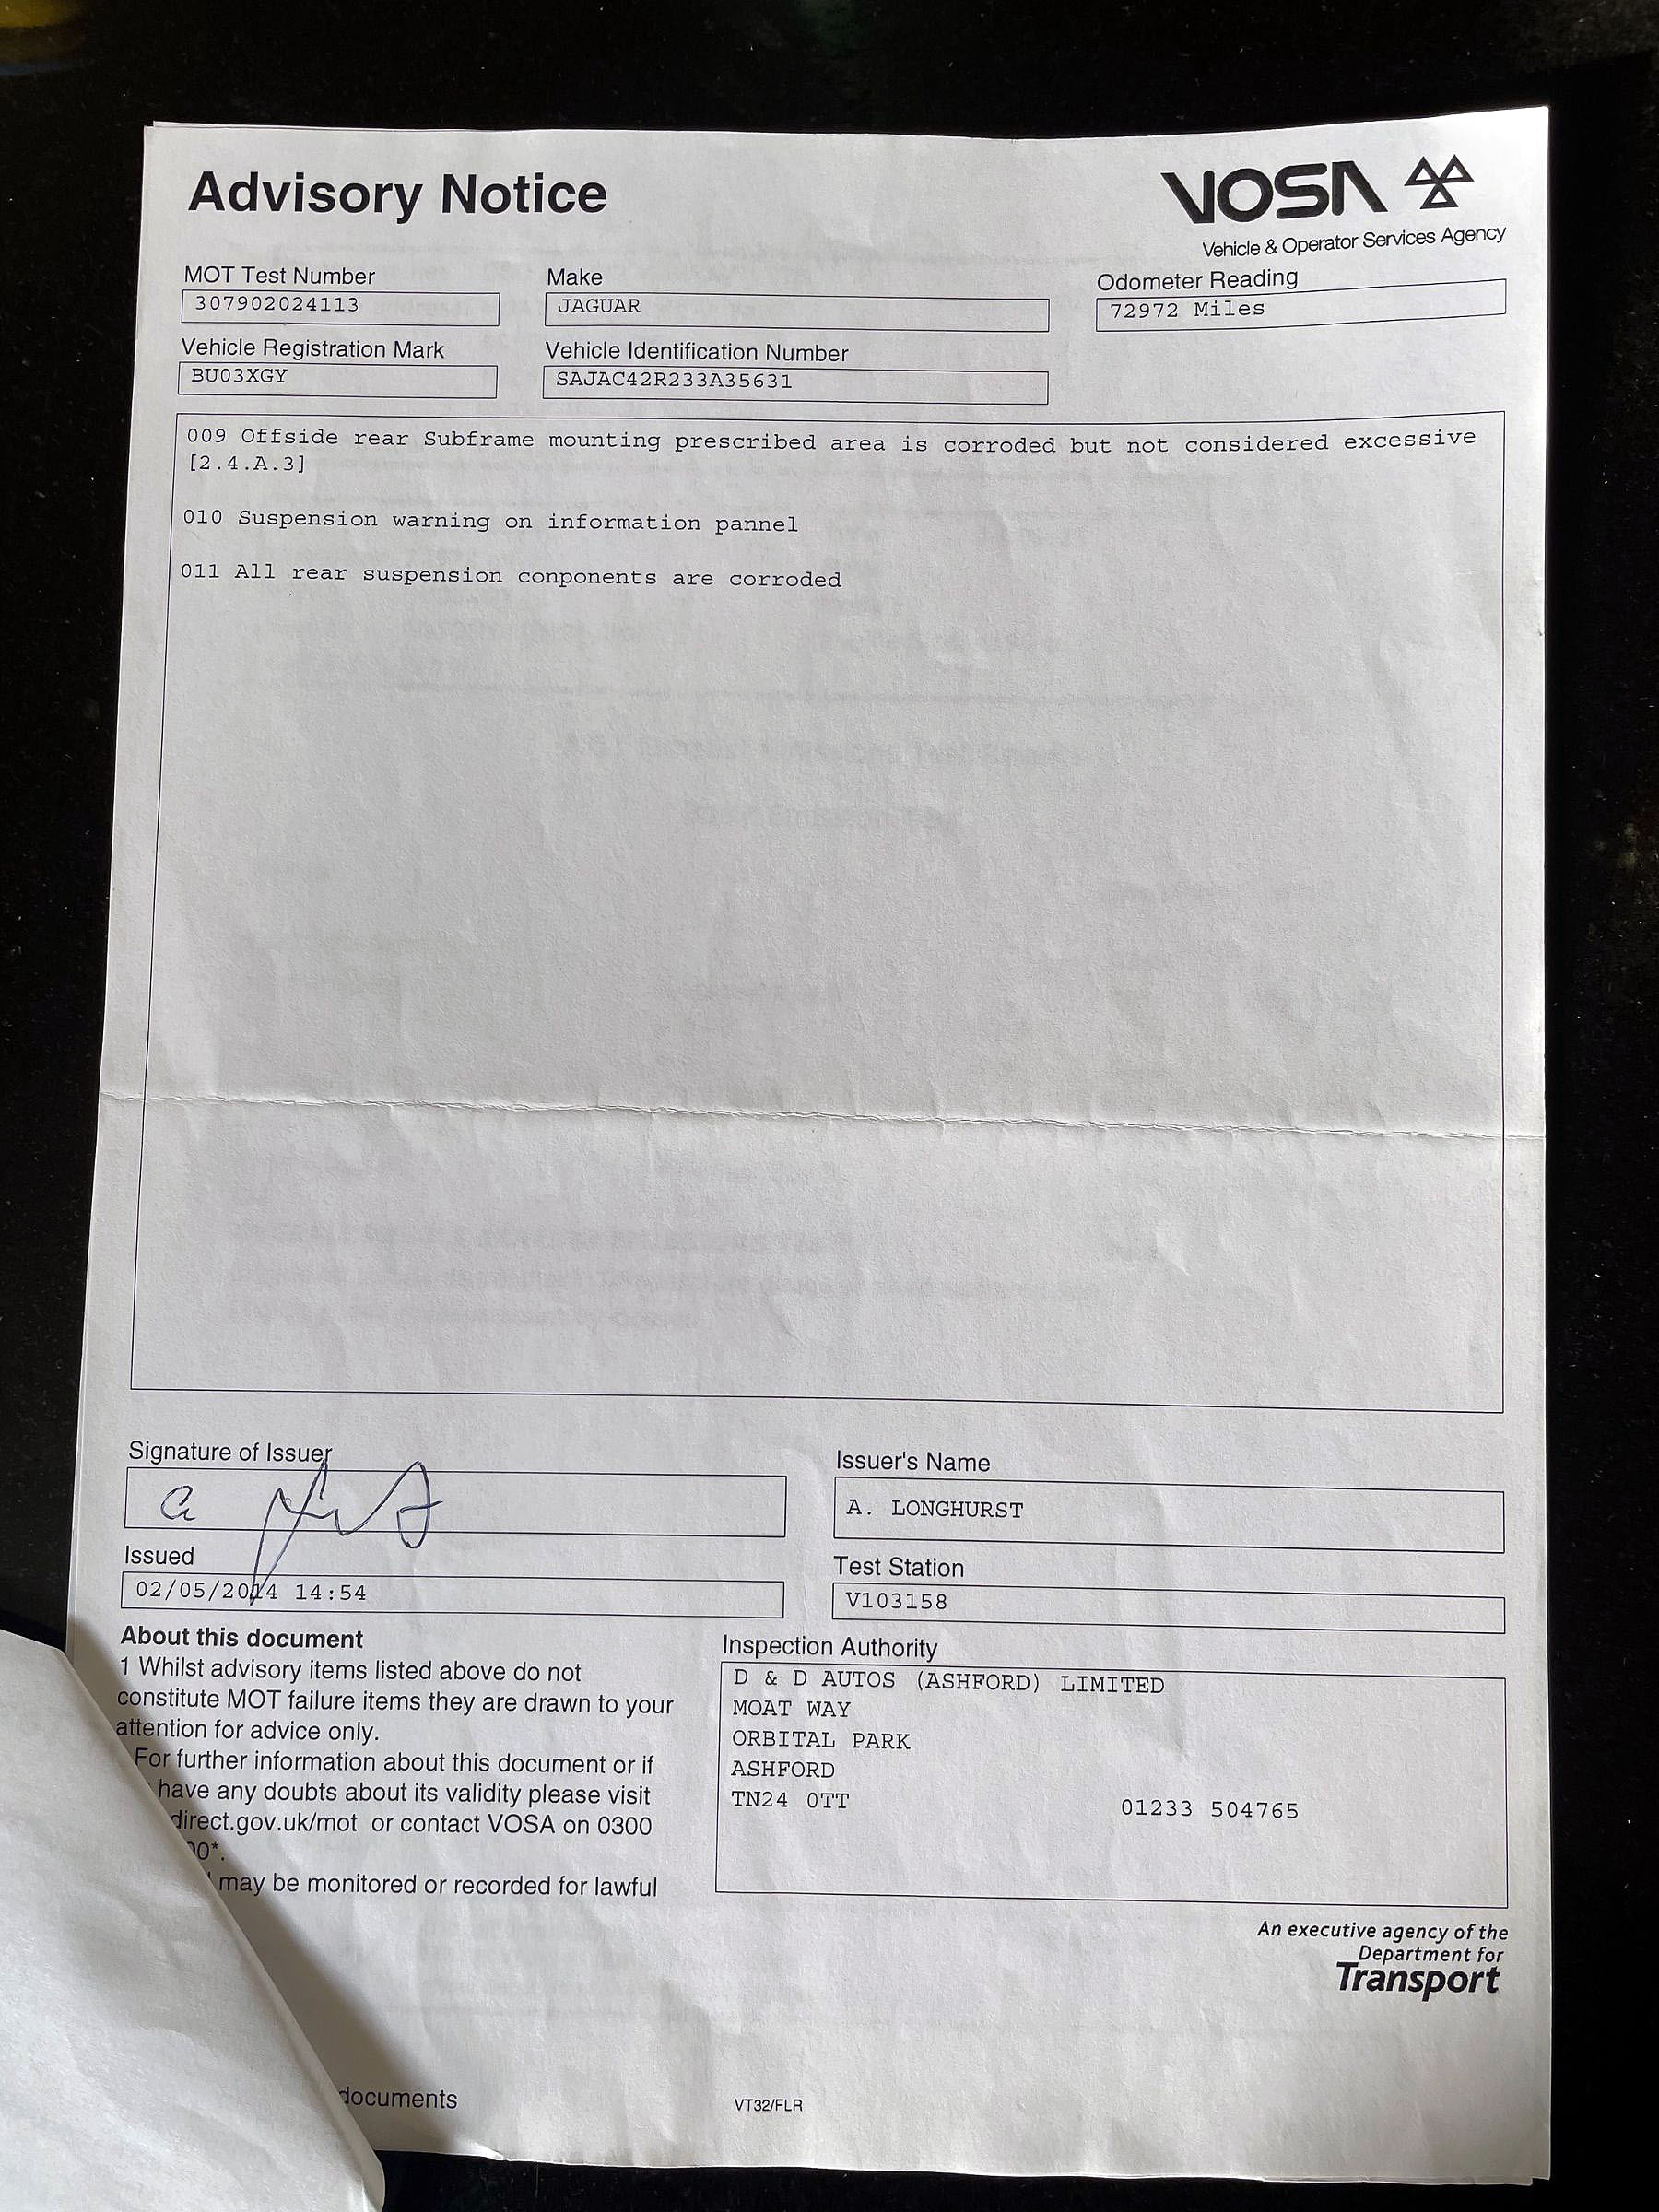 Advisory Notice
VOSA
Vehicle & Operator Services Agency
MOT Test Number
307902024113
Make
JAGUAR
Odometer Reading
72972 Miles
Vehicle Registration Mark
BU03XGY
Vehicle Identification Number
SAJAC42R233A35631
009 Offside rear Subframe mounting prescribed area is corroded but not considered excessive
[2.4.A.3]
010 Suspension warning on information pannel
011 All rear suspension conponents are corroded
Signature of Issuer
Issuer's Name
A. LONGHURST
Issued
02/05/2014 14:54
Test Station
V103158
About this document
1 Whilst advisory items listed above do not
constitute MOT failure items they are drawn to your
attention for advice only.
For further information about this document or if
have any doubts about its validity please visit
direct.gov.uk/mot or contact VOSA on 0300
may be monitored or recorded for lawful
Inspection Authority
D & D AUTOS (ASHFORD) LIMITED
MOAT WAY
ORBITAL PARK
ASHFORD
TN24 0TT
01233 504765
An executive agency of the
Department for
Transport
documents
VT32/FLR